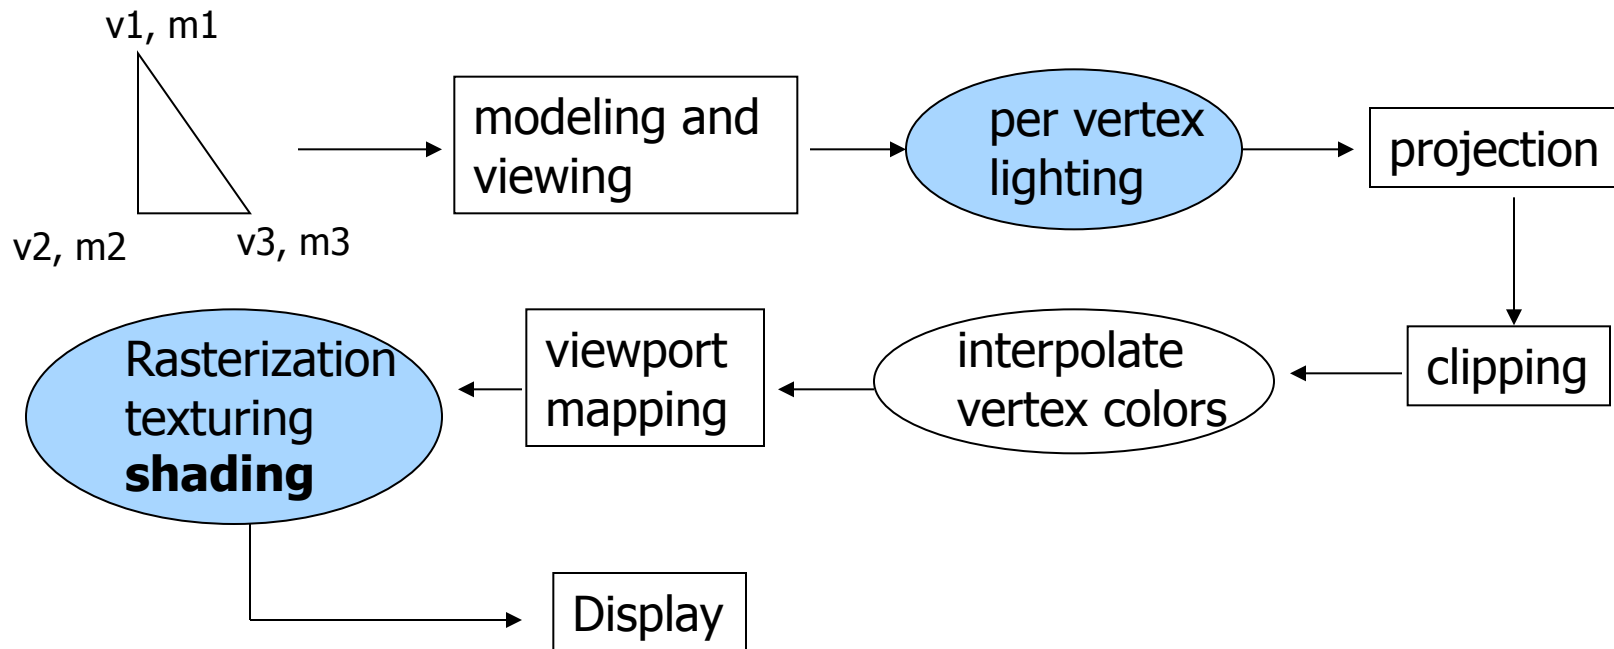 v1, m1
v2, m2
v3, m3
modeling and
viewing
per vertex
lighting
projection
clipping
interpolate
vertex colors
viewport
mapping
Rasterization
texturing
shading
Display